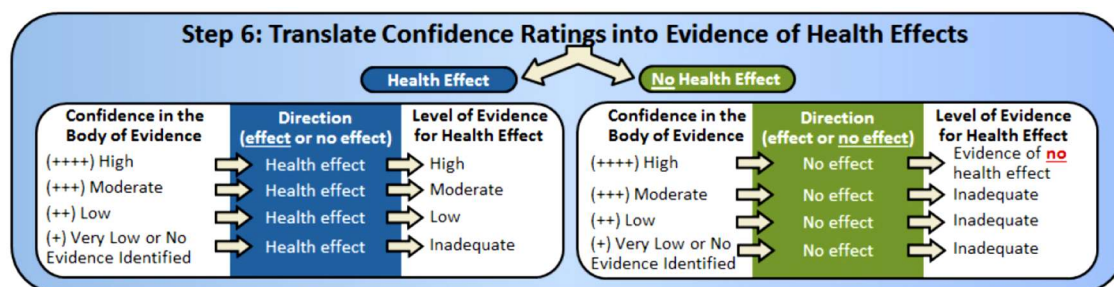 Step 6: Translate Confidence Ratings into Evidence of Health Effects
Health Effect
No Health Effect
Confidence in the
Body of Evidence
Direction
(effect or no effect)
Level of Evidence
for Health Effect
(++++) High
Health effect
High
(+++) Moderate
Health effect
Moderate
(++) Low
Health effect
Low
(+) Very Low or No
Evidence Identified
Health effect
Inadequate
Confidence in the
Body of Evidence
Direction
(effect or no effect)
Level of Evidence
for Health Effect
(++++) High
No effect
Evidence of no
health effect
(+++) Moderate
No effect
Inadequate
(++) Low
No effect
Inadequate
(+) Very Low or No
Evidence Identified
No effect
Inadequate